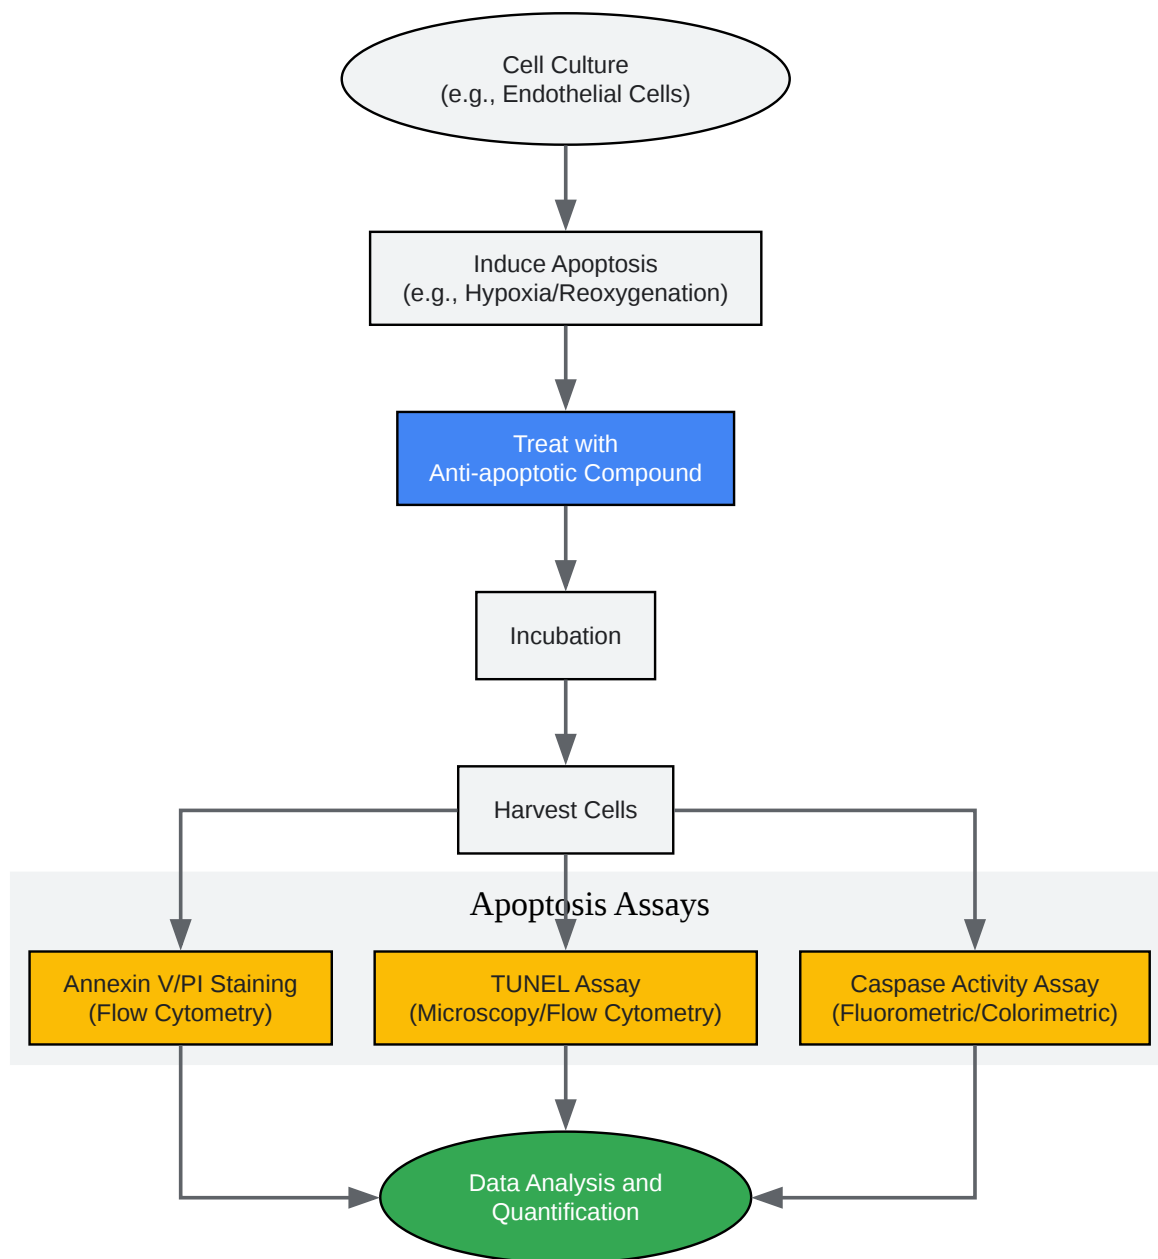 Cell Culture
(e.g., Endothelial Cells)
Induce Apoptosis
(e.g., Hypoxia/Reoxygenation)
Treat with
Anti-apoptotic Compound
Incubation
Harvest Cells
Apoptosis Assays
Annexin V/PI Staining
(Flow Cytometry)
TUNEL Assay
(Microscopy/Flow Cytometry)
Caspase Activity Assay
(Fluorometric/Colorimetric)
Data Analysis and
Quantification